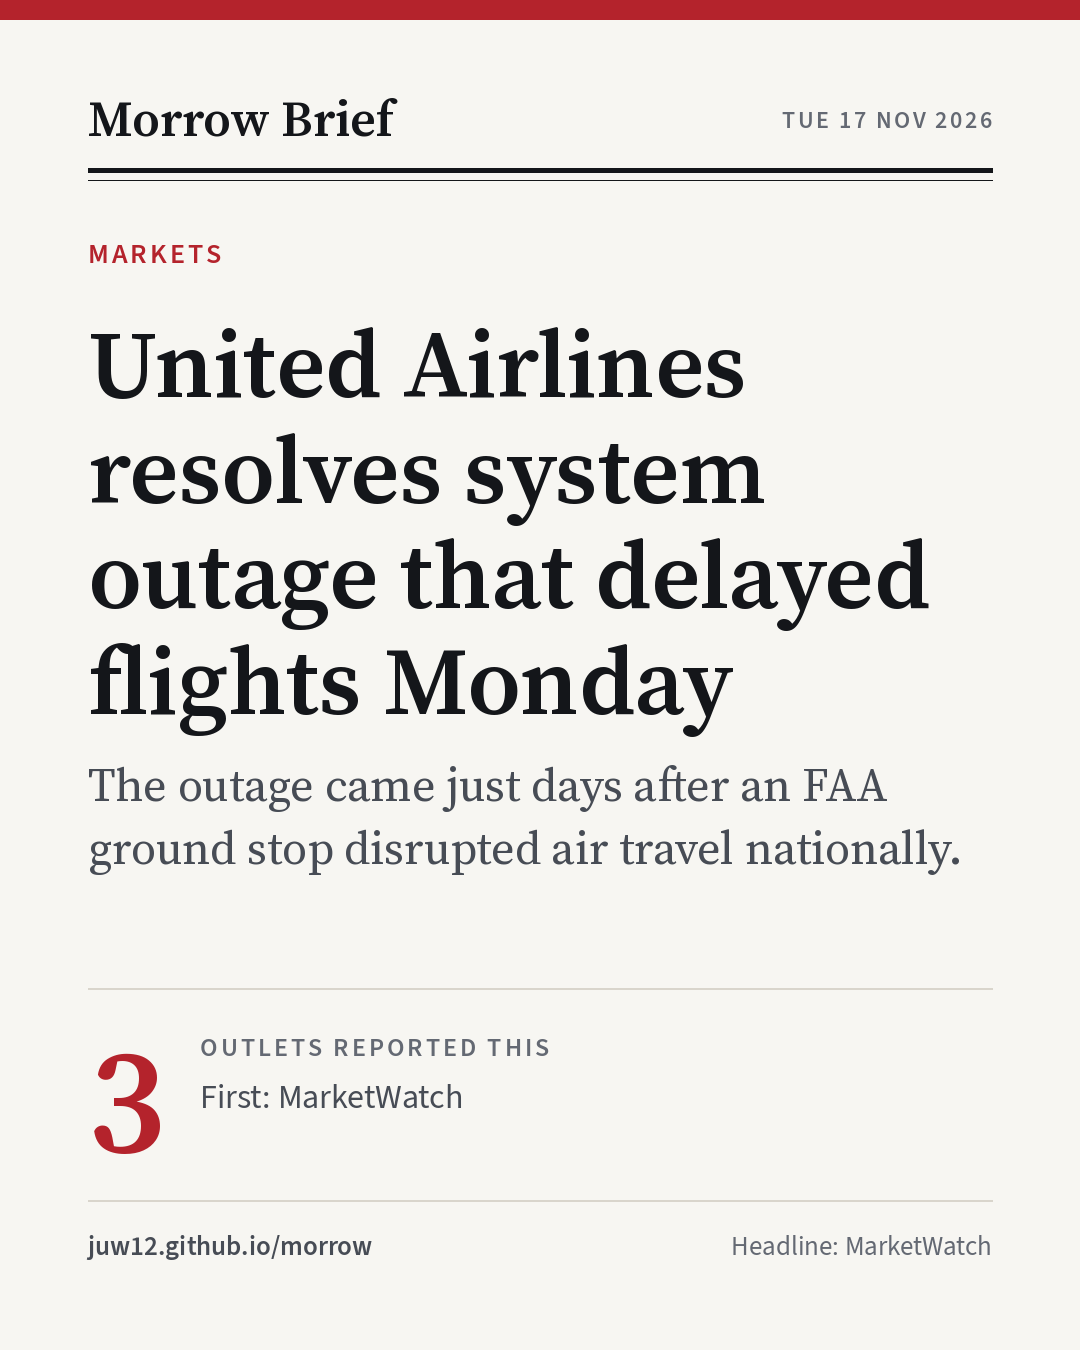 Morrow Brief
TUE 17 NOV 2026
MARKETS
United Airlines
resolves system
outage that delayed
flights Monday
The outage came just days after an FAA
ground stop disrupted air travel nationally.
3
OUTLETS REPORTED THIS
First: MarketWatch
juw12.github.io/morrow
Headline: MarketWatch